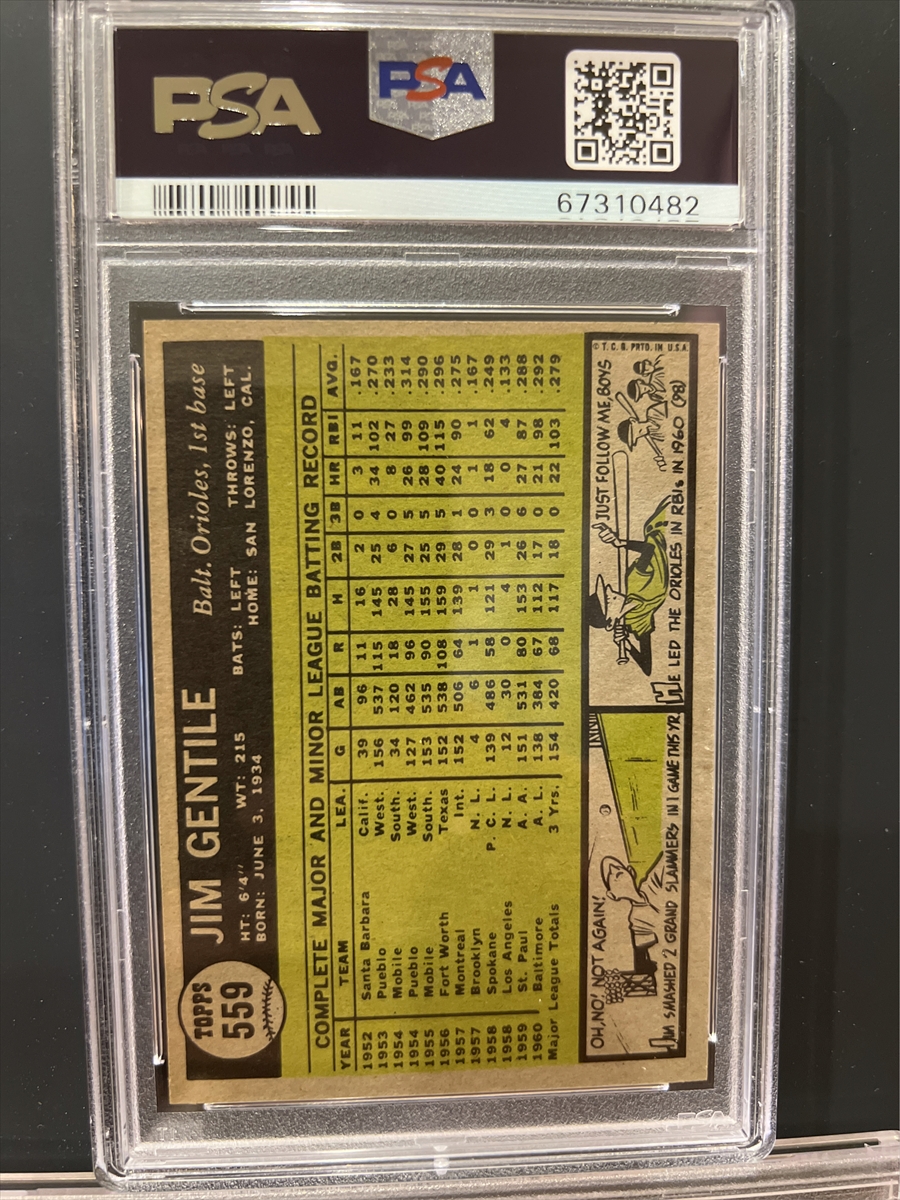 PSA
PSA
67310482
TOPPS
559
JIM GENTILE
Balt. Orioles, 1st base
HT: 6'4" WT: 215 BATS: LEFT THROWS: LEFT
BORN: JUNE 3, 1934 HOME: SAN LORENZO, CAL.
COMPLETE MAJOR AND MINOR LEAGUE BATTING RECORD
YEAR TEAM LEA. G AB R H 2B 3B HR RBI AVG.
1952 Santa Barbara Calif. 39 96 11 16 2 0 3 11 .167
1953 Pueblo West. 156 537 115 145 25 4 34 102 .270
1954 Mobile South. 34 120 18 28 6 0 8 27 .233
1954 Pueblo West. 127 462 96 145 27 5 26 99 .314
1955 Mobile South. 153 535 90 155 25 5 28 109 .290
1956 Fort Worth Texas 152 538 108 159 29 5 40 115 .296
1957 Montreal Int. 152 506 64 139 28 1 24 90 .275
1957 Brooklyn N. L. 4 6 1 1 0 0 1 1 .167
1958 Spokane P. C. L. 139 486 58 121 29 3 18 62 .249
1958 Los Angeles N. L. 12 30 0 4 1 0 0 4 .133
1959 St. Paul A. A. 151 531 80 153 26 6 27 87 .288
1960 Baltimore A. L. 138 384 67 112 17 0 21 98 .292
Major League Totals 3 Yrs. 154 420 68 117 18 0 22 103 .279
OH, NO! NOT AGAIN!
JIM SMASHED 2 GRAND SLAMMERS IN 1 GAME THIS YR.
JUST FOLLOW ME, BOYS
HE LED THE ORIOLES IN RBIs IN 1960 (98)
© T. C. G. PRTD. IN U.S.A.
PSA